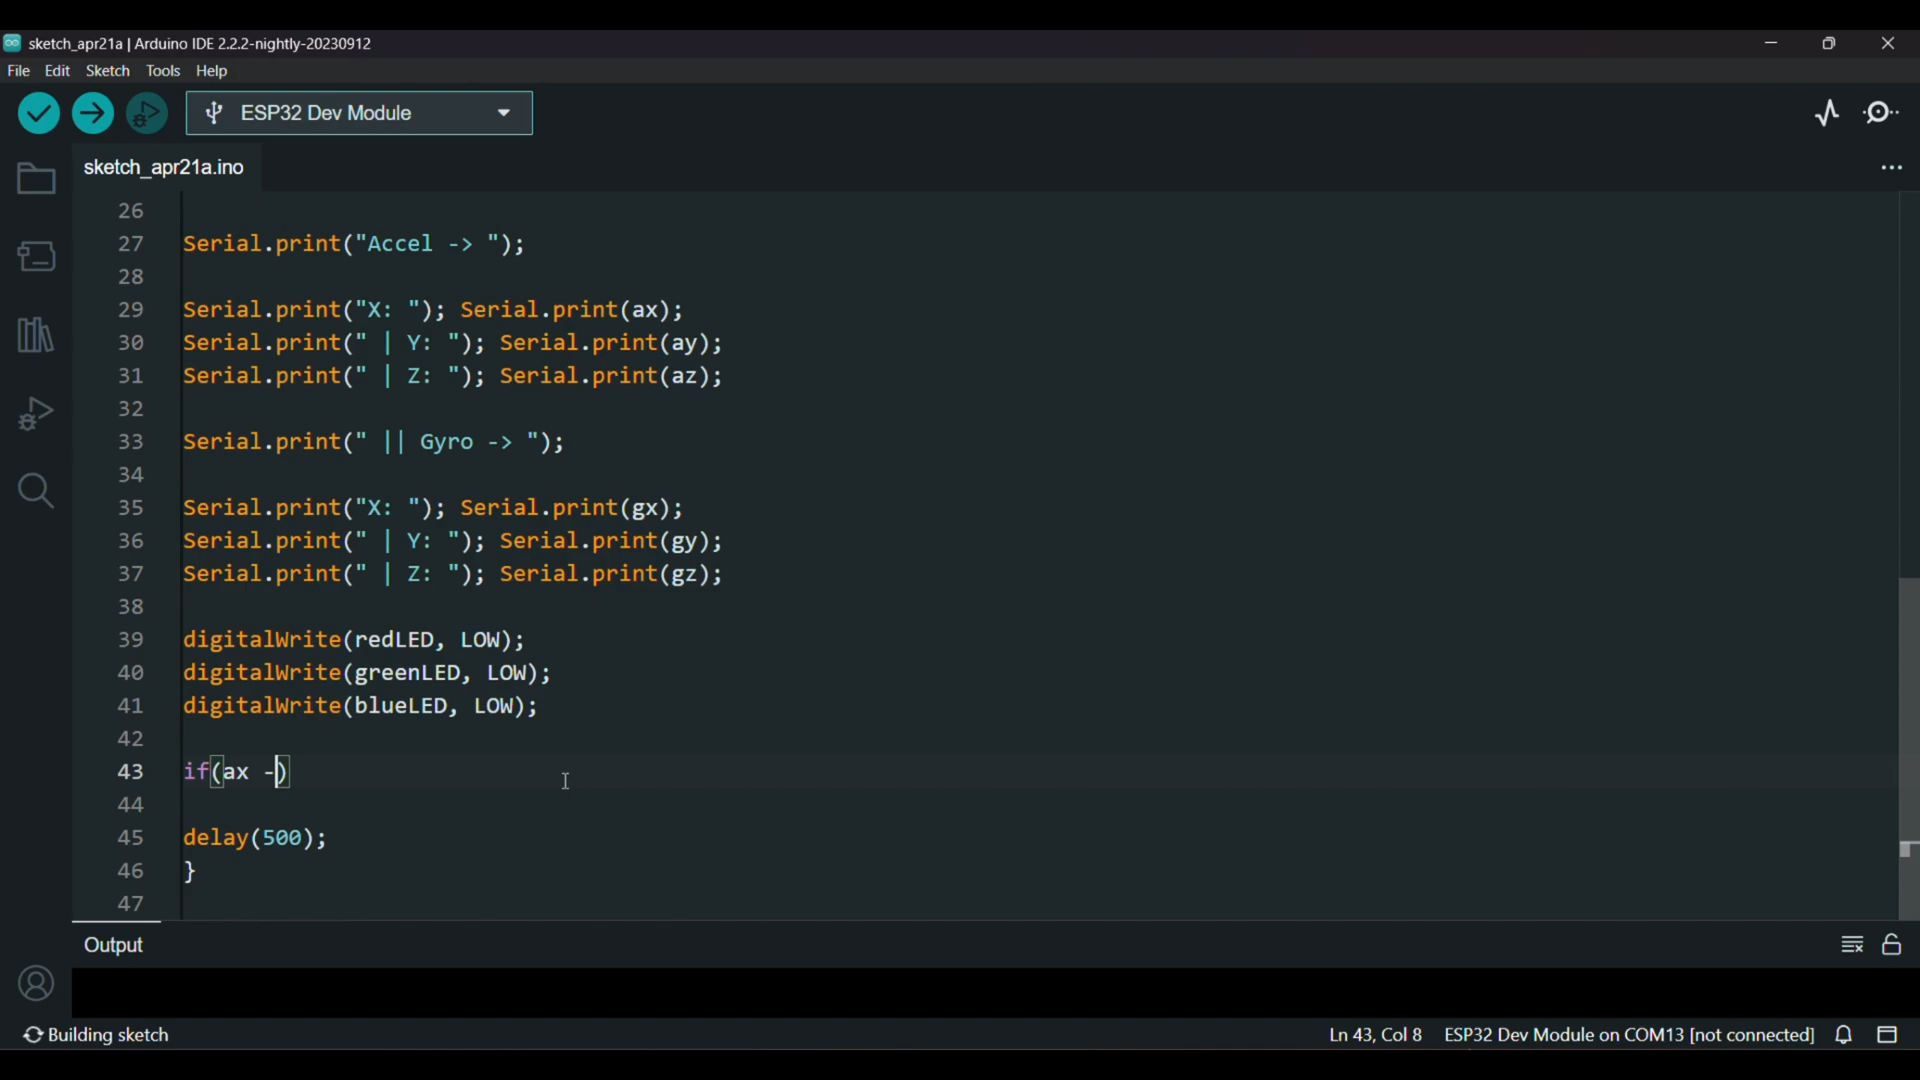 sketch_apr21a | Arduino IDE 2.2.2-nightly-20230912
File Edit Sketch Tools Help
ESP32 Dev Module
sketch_apr21a.ino
26
27 Serial.print("Accel -> ");
28
29 Serial.print("X: "); Serial.print(ax);
30 Serial.print(" | Y: "); Serial.print(ay);
31 Serial.print(" | Z: "); Serial.print(az);
32
33 Serial.print(" || Gyro -> ");
34
35 Serial.print("X: "); Serial.print(gx);
36 Serial.print(" | Y: "); Serial.print(gy);
37 Serial.print(" | Z: "); Serial.print(gz);
38
39 digitalWrite(redLED, LOW);
40 digitalWrite(greenLED, LOW);
41 digitalWrite(blueLED, LOW);
42
43 if(ax -)
44
45 delay(500);
46 }
47
Output
Building sketch Ln 43, Col 8 ESP32 Dev Module on COM13 [not connected]